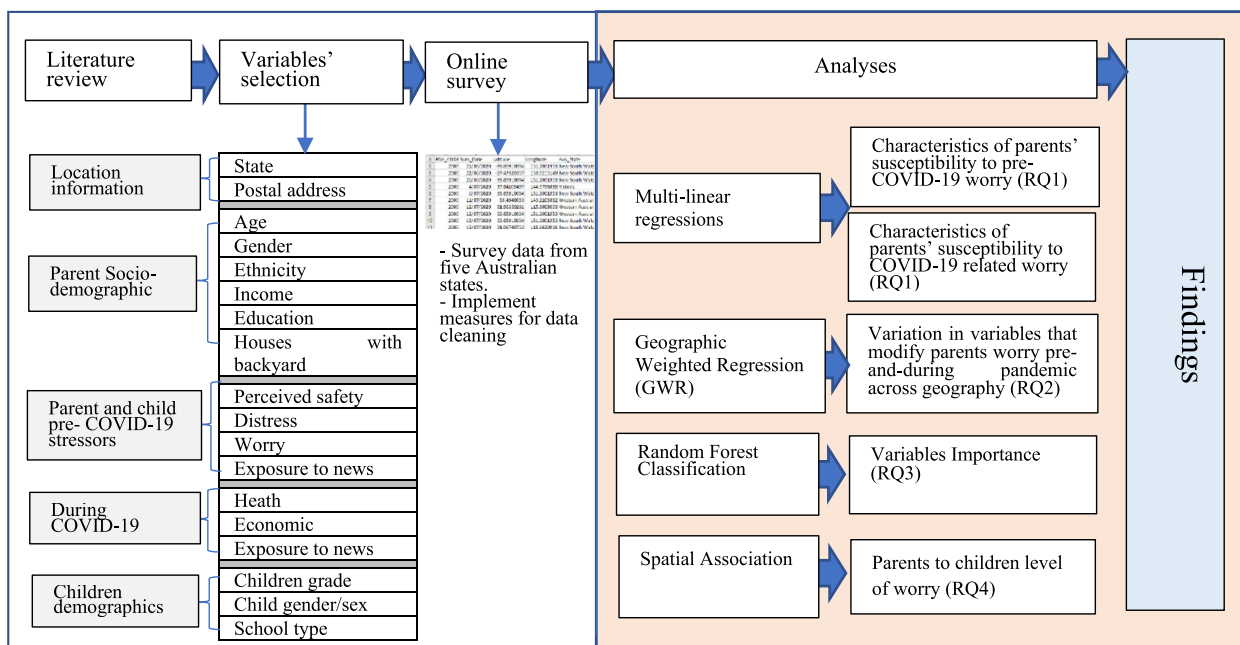 Literature
review
Variables’
selection
Online
survey
Analyses
Findings
Location
information
State
Postal address
Parent Socio-
demographic
Age
Gender
Ethnicity
Income
Education
Houses with
backyard
Parent and child
pre- COVID-19
stressors
Perceived safety
Distress
Worry
Exposure to news
During
COVID-19
Heath
Economic
Exposure to news
Children
demographics
Children grade
Child gender/sex
School type
- Survey data from
five Australian
states.
- Implement
measures for data
cleaning
Multi-linear
regressions
Characteristics of parents’
susceptibility to pre-
COVID-19 worry (RQ1)
Characteristics of
parents’ susceptibility to
COVID-19 related worry
(RQ1)
Geographic
Weighted Regression
(GWR)
Variation in variables that
modify parents worry pre-
and-during pandemic
across geography (RQ2)
Random Forest
Classification
Variables Importance
(RQ3)
Spatial Association
Parents to children level
of worry (RQ4)